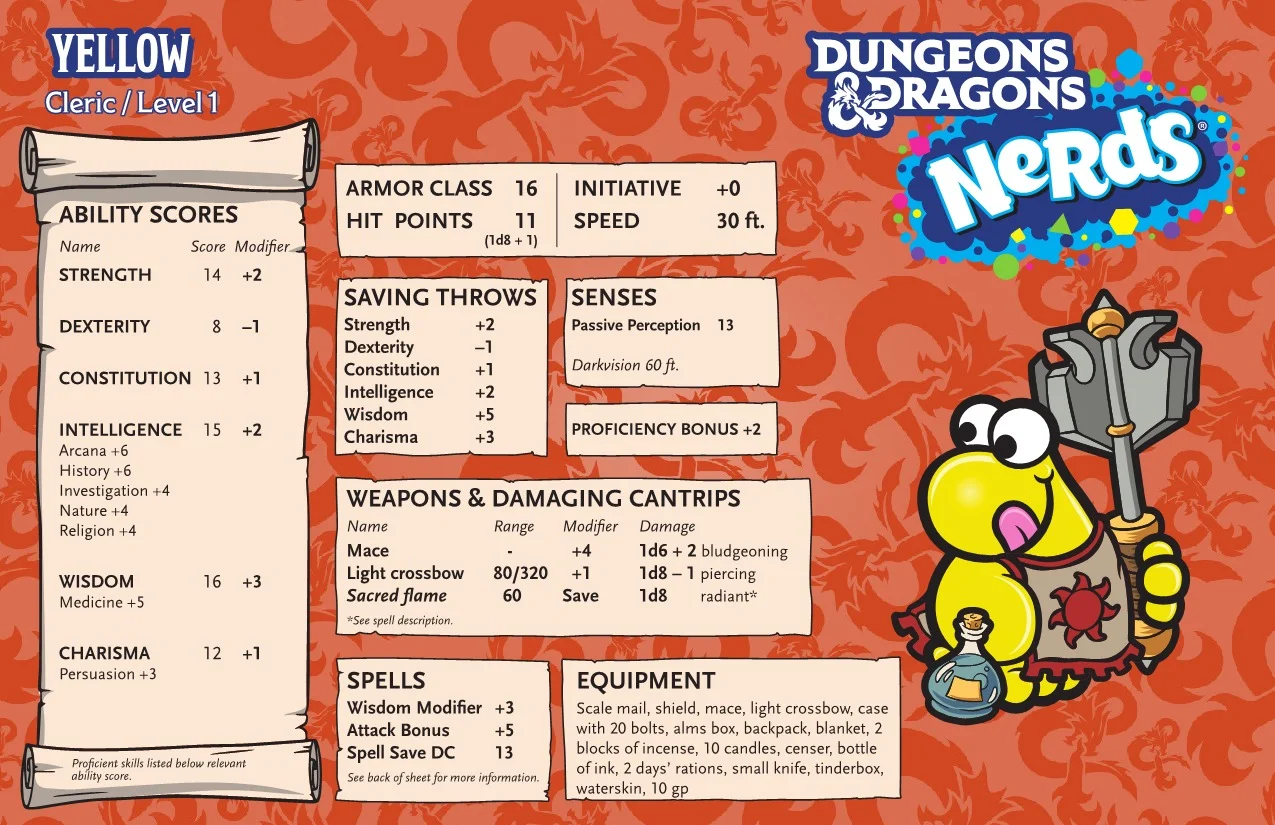 YELLOW
Cleric / Level 1
DUNGEONS
& DRAGONS
NeRdS®
ABILITY SCORES
Name Score Modifier
STRENGTH 14 +2
DEXTERITY 8 –1
CONSTITUTION 13 +1
INTELLIGENCE 15 +2
Arcana +6
History +6
Investigation +4
Nature +4
Religion +4
WISDOM 16 +3
Medicine +5
CHARISMA 12 +1
Persuasion +3
Proficient skills listed below relevant
ability score.
ARMOR CLASS 16
HIT POINTS 11
(1d8 + 1)
INITIATIVE +0
SPEED 30 ft.
SAVING THROWS
Strength +2
Dexterity –1
Constitution +1
Intelligence +2
Wisdom +5
Charisma +3
SENSES
Passive Perception 13
Darkvision 60 ft.
PROFICIENCY BONUS +2
WEAPONS & DAMAGING CANTRIPS
Name Range Modifier Damage
Mace - +4 1d6 + 2 bludgeoning
Light crossbow 80/320 +1 1d8 – 1 piercing
Sacred flame 60 Save 1d8 radiant*
*See spell description.
SPELLS
Wisdom Modifier +3
Attack Bonus +5
Spell Save DC 13
See back of sheet for more information.
EQUIPMENT
Scale mail, shield, mace, light crossbow, case
with 20 bolts, alms box, backpack, blanket, 2
blocks of incense, 10 candles, censer, bottle
of ink, 2 days’ rations, small knife, tinderbox,
waterskin, 10 gp